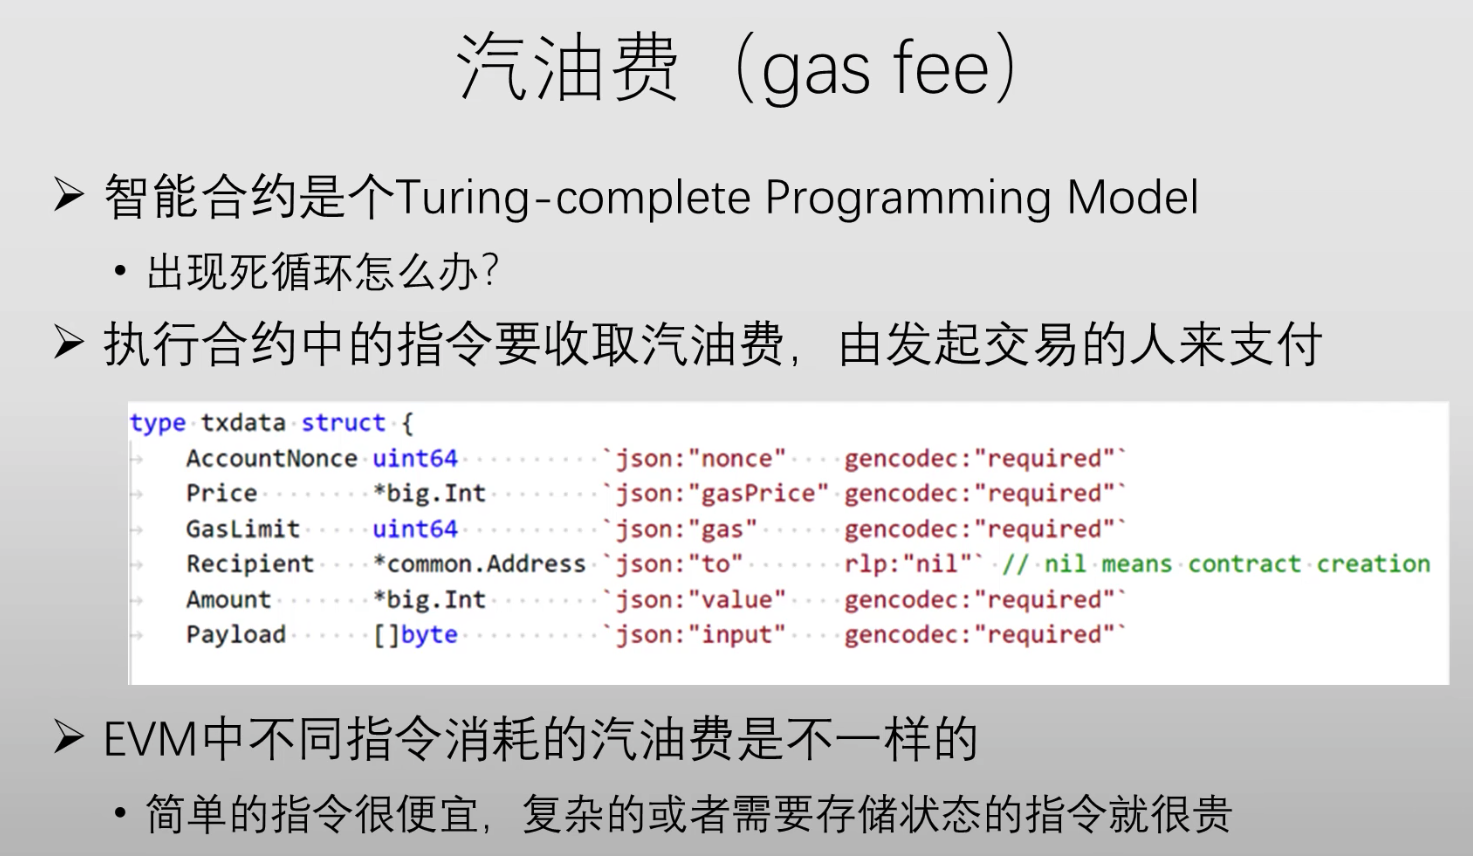 汽油费（gas fee）
➢ 智能合约是个Turing-complete Programming Model
• 出现死循环怎么办？
➢ 执行合约中的指令要收取汽油费，由发起交易的人来支付
type txdata struct {
AccountNonce uint64 `json:"nonce" gencodec:"required"`
Price *big.Int `json:"gasPrice" gencodec:"required"`
GasLimit uint64 `json:"gas" gencodec:"required"`
Recipient *common.Address `json:"to" rlp:"nil"` // nil means contract creation
Amount *big.Int `json:"value" gencodec:"required"`
Payload []byte `json:"input" gencodec:"required"`
➢ EVM中不同指令消耗的汽油费是不一样的
• 简单的指令很便宜，复杂的或者需要存储状态的指令就很贵